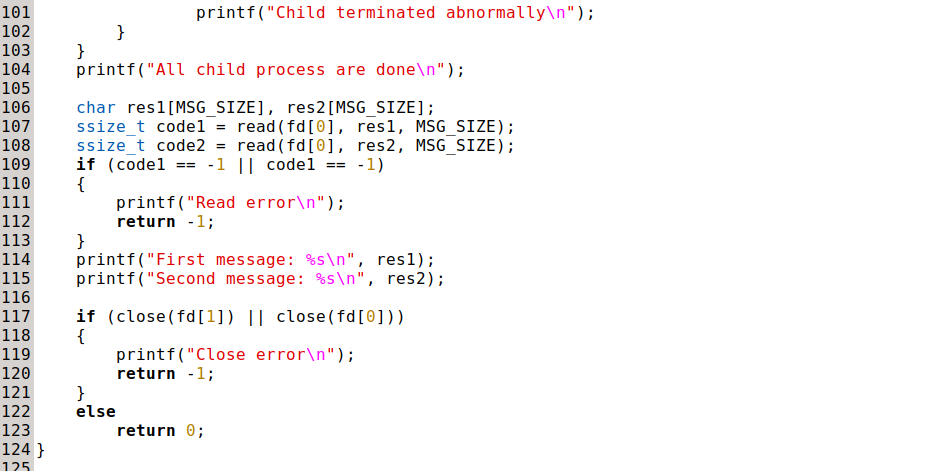 101                 printf("Child terminated abnormally\n");
102         }
103     }
104     printf("All child process are done\n");
105
106     char res1[MSG_SIZE], res2[MSG_SIZE];
107     ssize_t code1 = read(fd[0], res1, MSG_SIZE);
108     ssize_t code2 = read(fd[0], res2, MSG_SIZE);
109     if (code1 == -1 || code1 == -1)
110     {
111         printf("Read error\n");
112         return -1;
113     }
114     printf("First message: %s\n", res1);
115     printf("Second message: %s\n", res2);
116
117     if (close(fd[1]) || close(fd[0]))
118     {
119         printf("Close error\n");
120         return -1;
121     }
122     else
123         return 0;
124 }
125